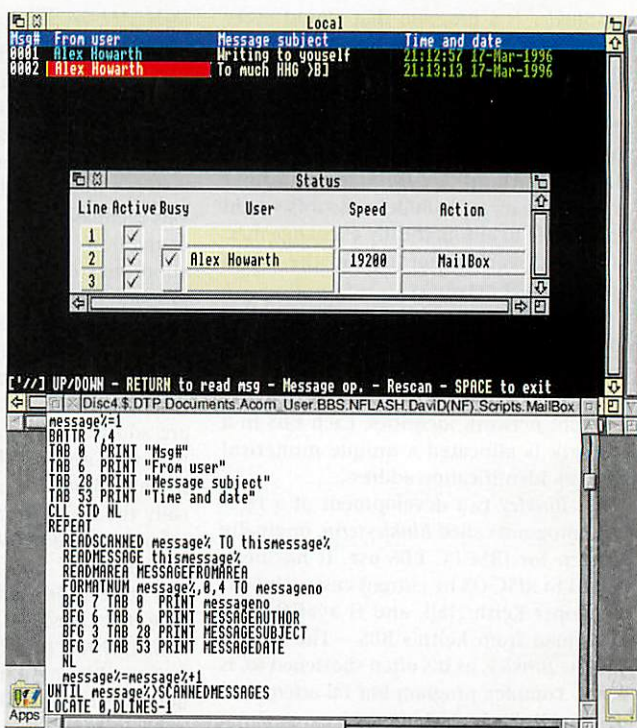 Local
Msg# From user Message subject Time and date
0001 Alex Howarth Writing to youself 21:12:57 17-Mar-1996
0002 Alex Howarth To much HHG >B] 21:13:13 17-Mar-1996
Status
Line Active Busy User Speed Action
1
2 Alex Howarth 19200 MailBox
3
['//] UP/DOWN - RETURN to read msg - Message op. - Rescan - SPACE to exit
Disc4.$.DTP.Documents.Acorn_User.BBS.NFLASH.DaviD(NF).Scripts.MailBox
message%=1
BATTR 7,4
TAB 0 PRINT "Msg#"
TAB 6 PRINT "From user"
TAB 28 PRINT "Message subject"
TAB 53 PRINT "Time and date"
CLL STD NL
REPEAT
READSCANNED message% TO thismessage%
READMESSAGE thismessage%
READMAREA MESSAGEFROMAREA
FORMATNUM message%,0,4 TO messageno
BFG 7 TAB 0 PRINT messageno
BFG 6 TAB 6 PRINT MESSAGEAUTHOR
BFG 3 TAB 28 PRINT MESSAGESUBJECT
BFG 2 TAB 53 PRINT MESSAGEDATE
NL
message%=message%+1
UNTIL message%>SCANNEDMESSAGES
LOCATE 0,DLINES-1
Apps